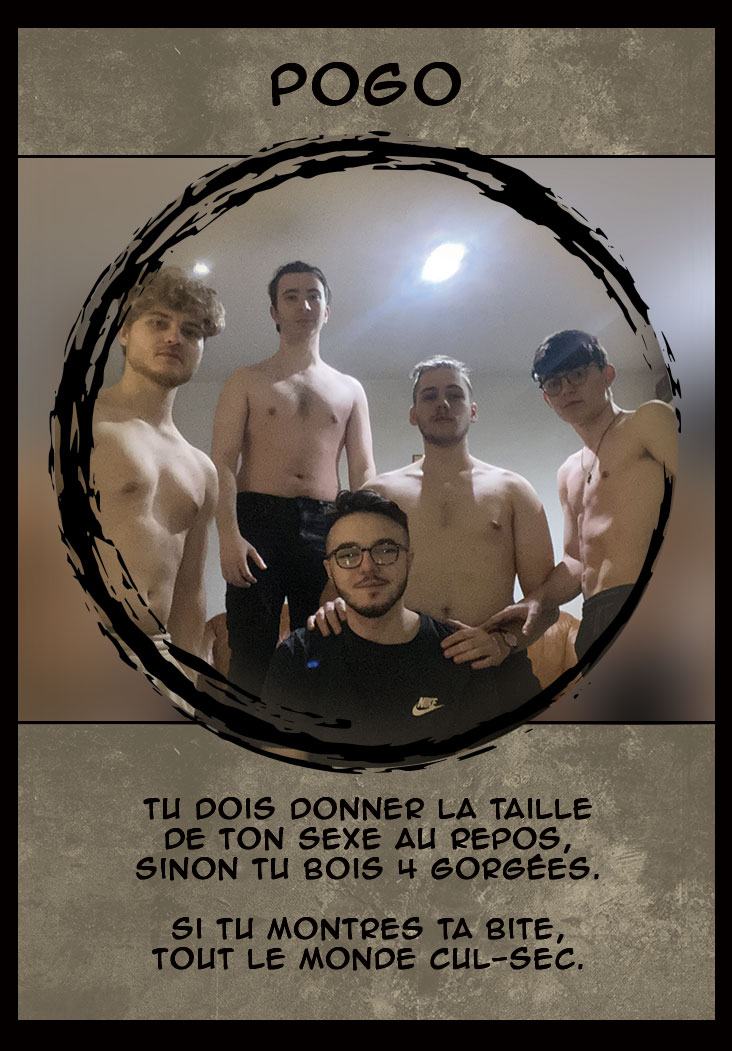 POGO
NIKE
TU DOIS DONNER LA TAILLE
DE TON SEXE AU REPOS,
SINON TU BOIS 4 GORGÉES.
SI TU MONTRES TA BITE,
TOUT LE MONDE CUL-SEC.